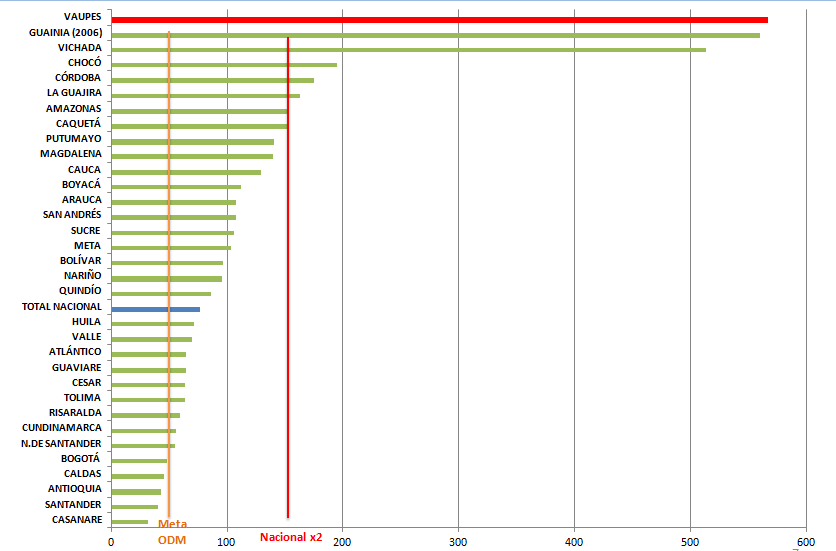 VAUPES
GUAINIA (2006)
VICHADA
CHOCÓ
CÓRDOBA
LA GUAJIRA
AMAZONAS
CAQUETÁ
PUTUMAYO
MAGDALENA
CAUCA
BOYACÁ
ARAUCA
SAN ANDRÉS
SUCRE
META
BOLÍVAR
NARIÑO
QUINDÍO
TOTAL NACIONAL
HUILA
VALLE
ATLÁNTICO
GUAVIARE
CESAR
TOLIMA
RISARALDA
CUNDINAMARCA
N.DE SANTANDER
BOGOTÁ
CALDAS
ANTIOQUIA
SANTANDER
CASANARE
Meta
ODM
Nacional x2
0 100 200 300 400 500 600